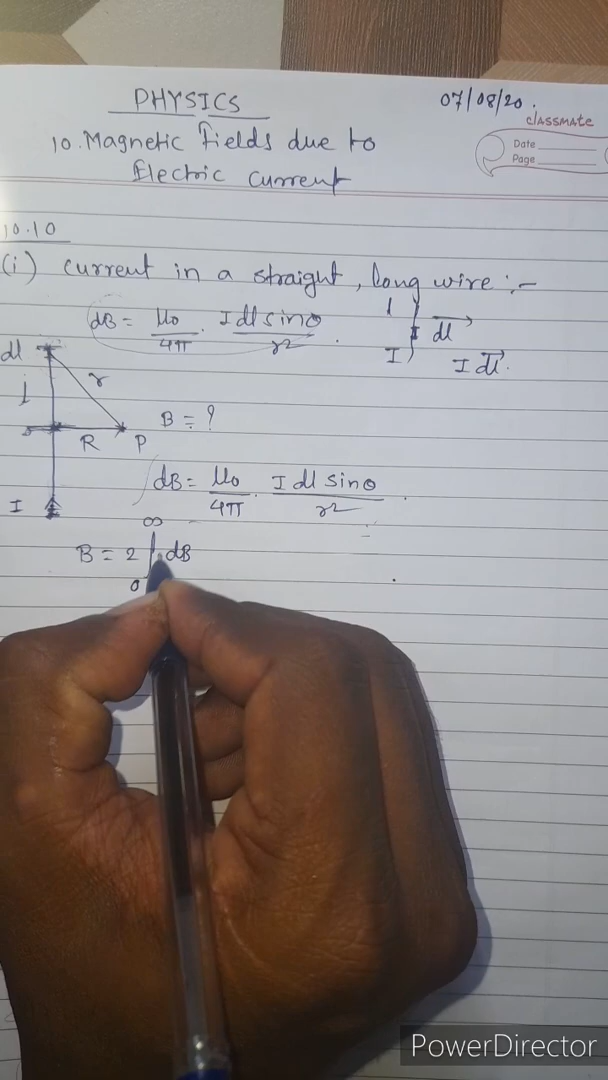 PHYSICS
07/08/20.
classmate
Date
Page
10. Magnetic fields due to
Electric current
10.10
(i) current in a straight, long wire :-
dB = μ0/4π . I dl sinθ/r²
dl
I
I dl.
dl
r
B = ?
R P
dB = μ0/4π . I dl sinθ/r²
I
B = 2 ∫ dB
∞
0
PowerDirector